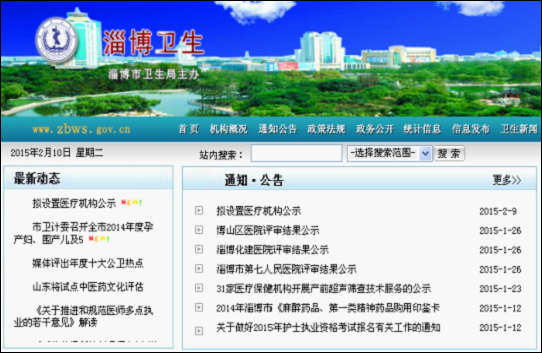 淄博卫生
淄博市卫生局主办
www.zbws.gov.cn
首页 机构概况 通知公告 政策法规 政务公开 统计信息 信息发布 卫生新闻
2015年2月10日 星期二
站内搜索：
-选择搜索范围-
搜 索
最新动态
拟设置医疗机构公示 NEW!
市卫计委召开全市2014年度孕
产妇、围产儿及5 NEW!
媒体评出年度十大公卫热点
山东将试点中医药文化评估
《关于推进和规范医师多点执
业的若干意见》解读
通知·公告
更多>>
拟设置医疗机构公示 2015-2-9
博山区医院评审结果公示 2015-1-26
淄博化建医院评审结果公示 2015-1-26
淄博市第七人民医院评审结果公示 2015-1-26
31家医疗保健机构开展产前超声筛查技术服务的公示 2015-1-23
2014年淄博市《麻醉药品、第一类精神药品购用印鉴卡 2015-1-12
关于做好2015年护士执业资格考试报名有关工作的通知 2015-1-12